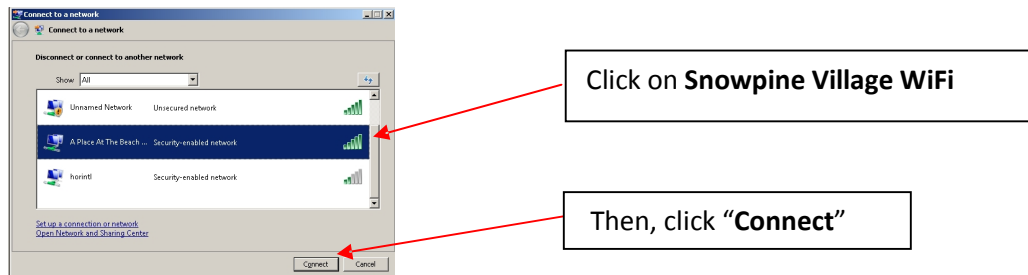 Connect to a network
Connect to a network
Disconnect or connect to another network
Show All
Unnamed Network Unsecured network
A Place At The Beach ... Security-enabled network
horintl Security-enabled network
Set up a connection or network
Open Network and Sharing Center
Connect Cancel
Click on Snowpine Village WiFi
Then, click “Connect”